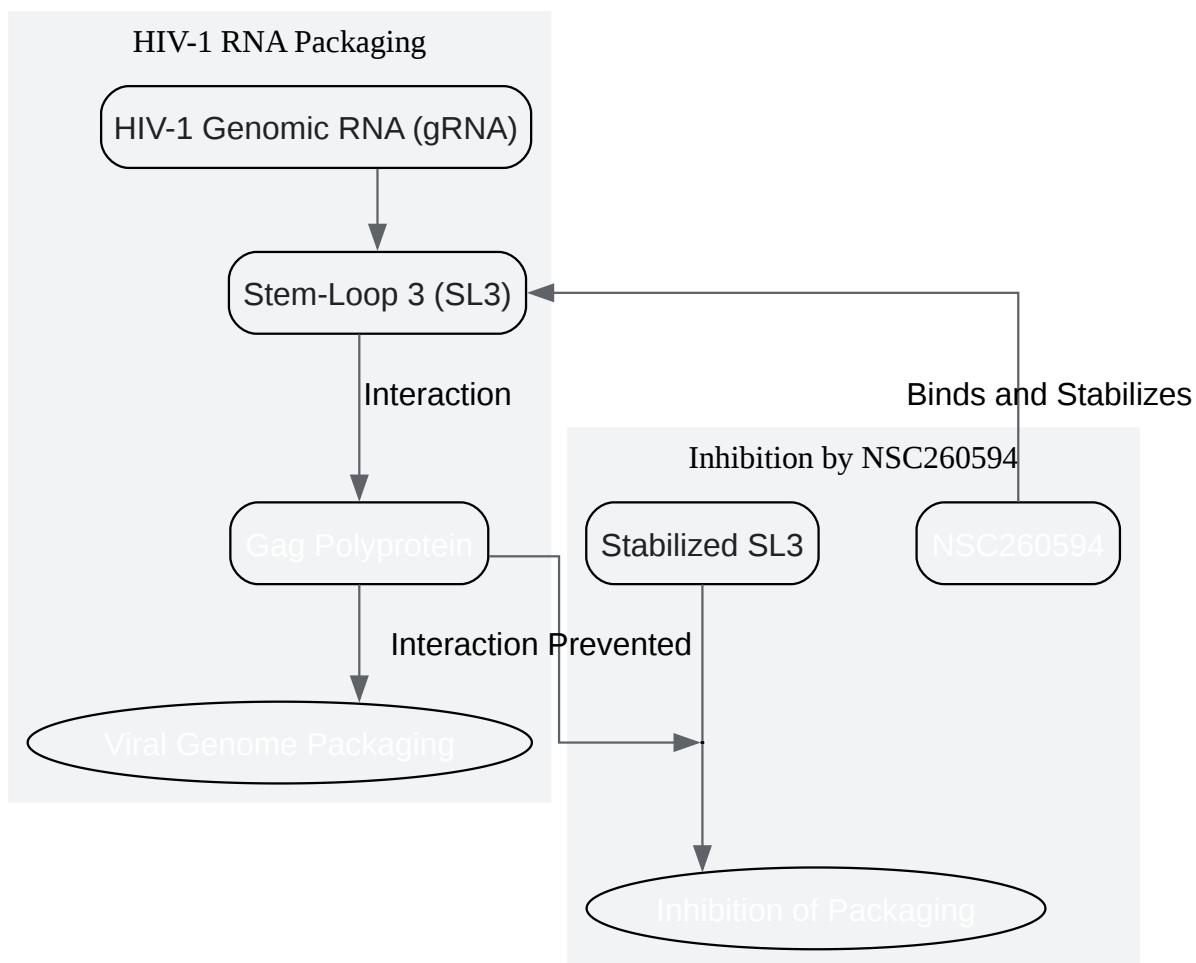 HIV-1 RNA Packaging
HIV-1 Genomic RNA (gRNA)
Stem-Loop 3 (SL3)
Interaction
Binds and Stabilizes
Inhibition by NSC260594
Gag Polyprotein
Stabilized SL3
NSC260594
Interaction Prevented
Viral Genome Packaging
Inhibition of Packaging